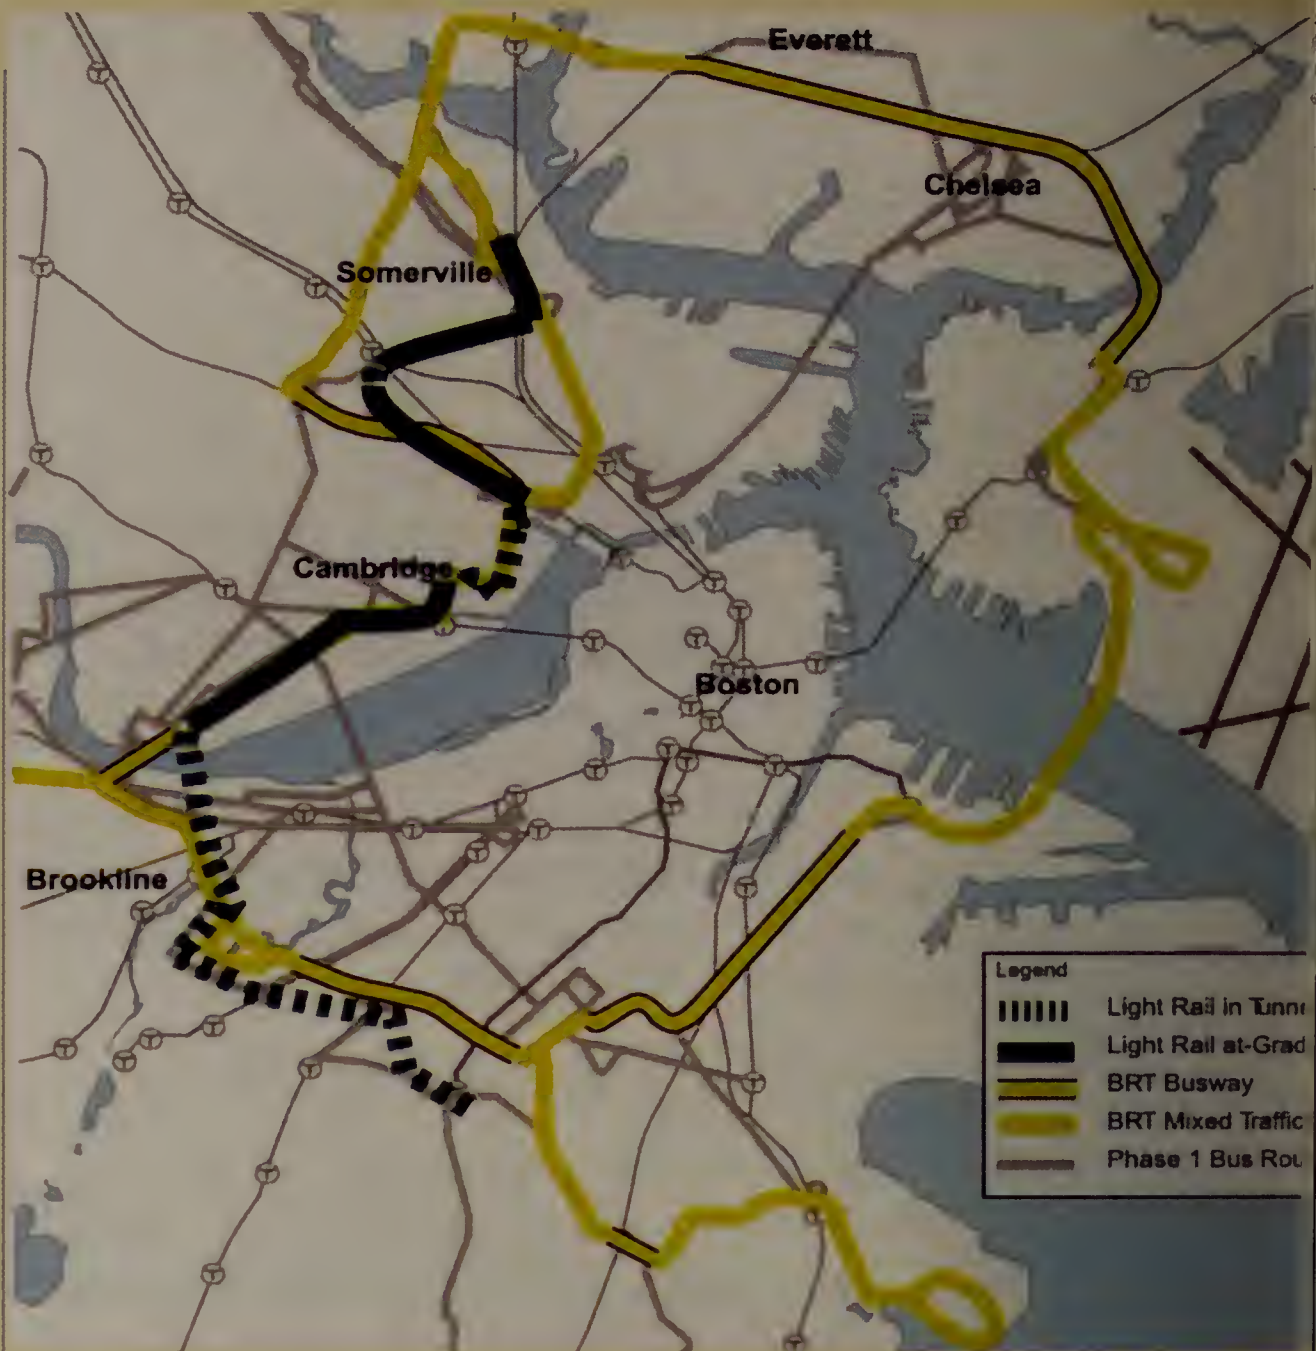 Everett
Chelsea
Somerville
Cambridge
Boston
Brookline
Legend
Light Rail in Tunn
Light Rail at-Grad
BRT Busway
BRT Mixed Traffic
Phase 1 Bus Rou